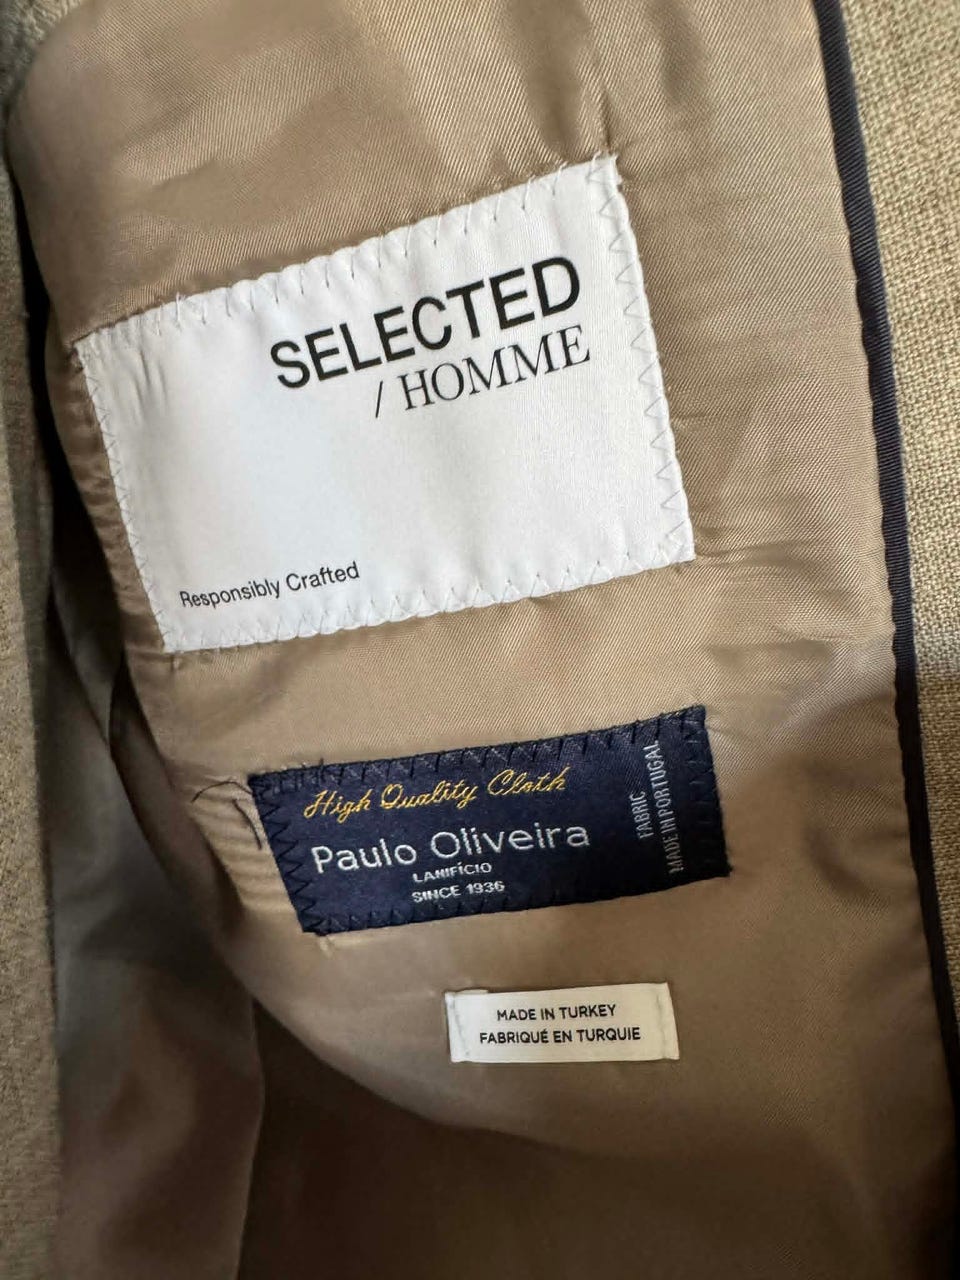 SELECTED
/ HOMME
Responsibly Crafted
High Quality Cloth
Paulo Oliveira
LANIFÍCIO
SINCE 1936
FABRIC
MADE IN PORTUGAL
MADE IN TURKEY
FABRIQUÉ EN TURQUIE